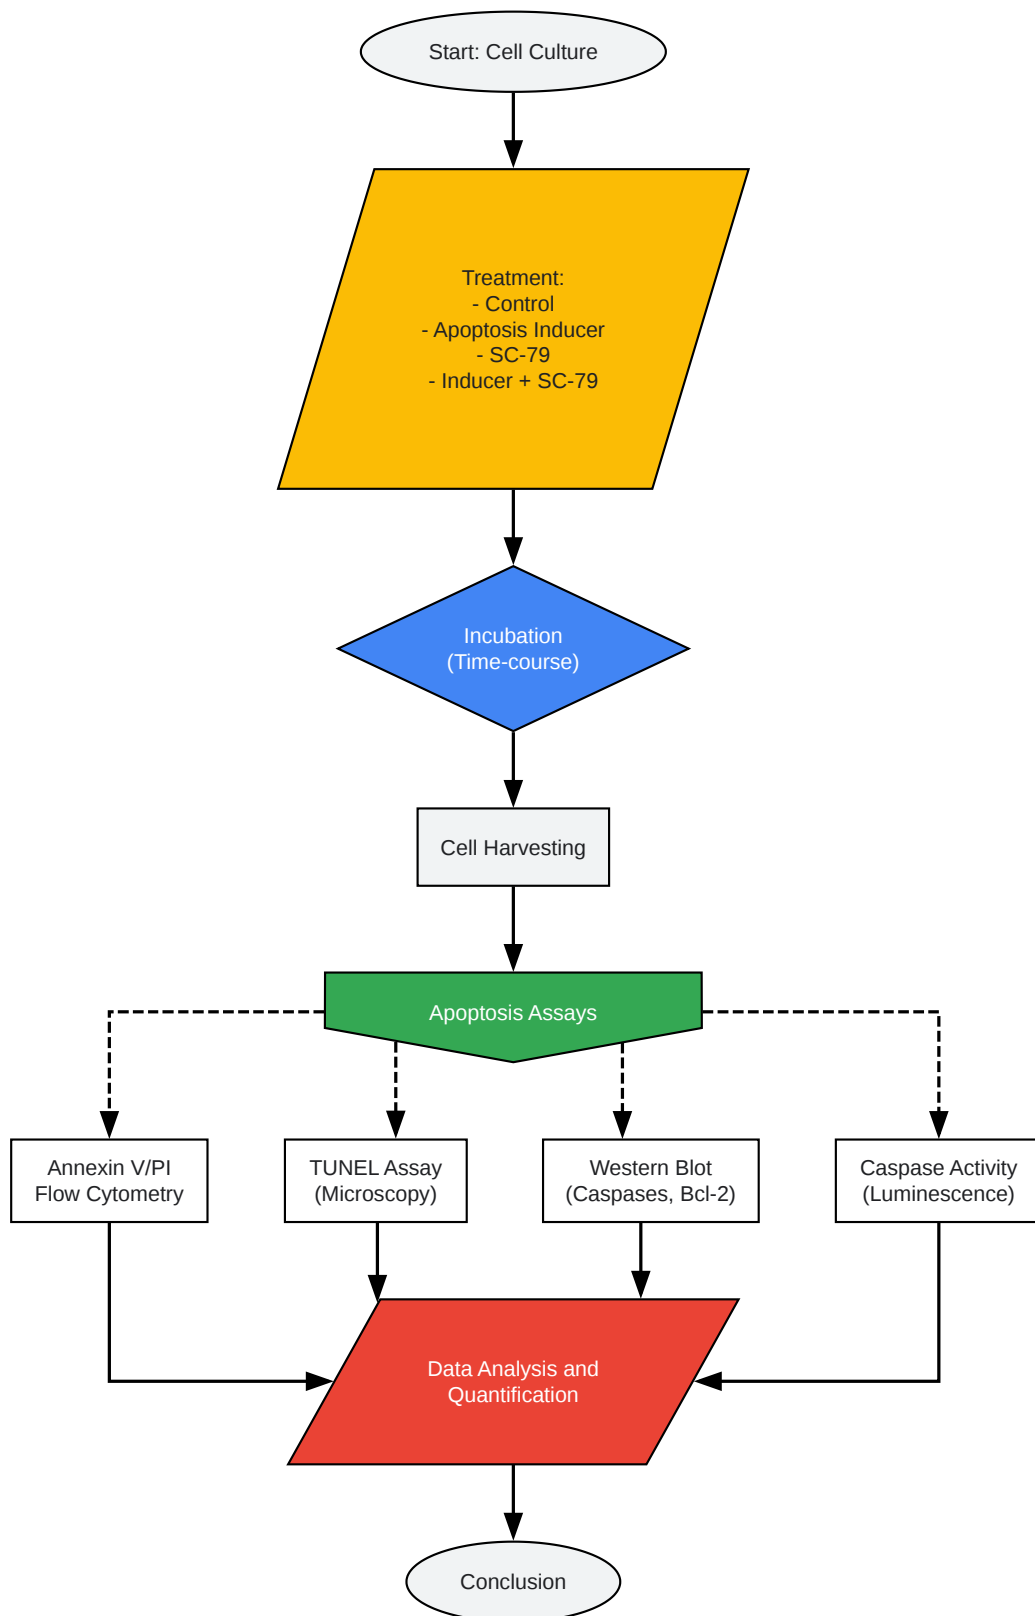 Start: Cell Culture
Treatment:
- Control
- Apoptosis Inducer
- SC-79
- Inducer + SC-79
Incubation
(Time-course)
Cell Harvesting
Apoptosis Assays
Annexin V/PI
Flow Cytometry
TUNEL Assay
(Microscopy)
Western Blot
(Caspases, Bcl-2)
Caspase Activity
(Luminescence)
Data Analysis and
Quantification
Conclusion